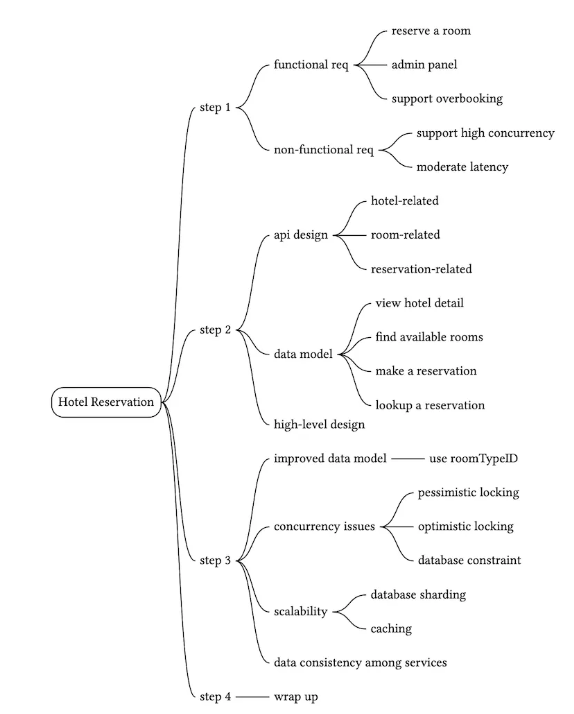 Hotel Reservation
step 1
functional req
reserve a room
admin panel
support overbooking
non-functional req
support high concurrency
moderate latency
step 2
api design
hotel-related
room-related
reservation-related
data model
view hotel detail
find available rooms
make a reservation
lookup a reservation
high-level design
step 3
improved data model
use roomTypeID
concurrency issues
pessimistic locking
optimistic locking
database constraint
scalability
database sharding
caching
data consistency among services
step 4
wrap up